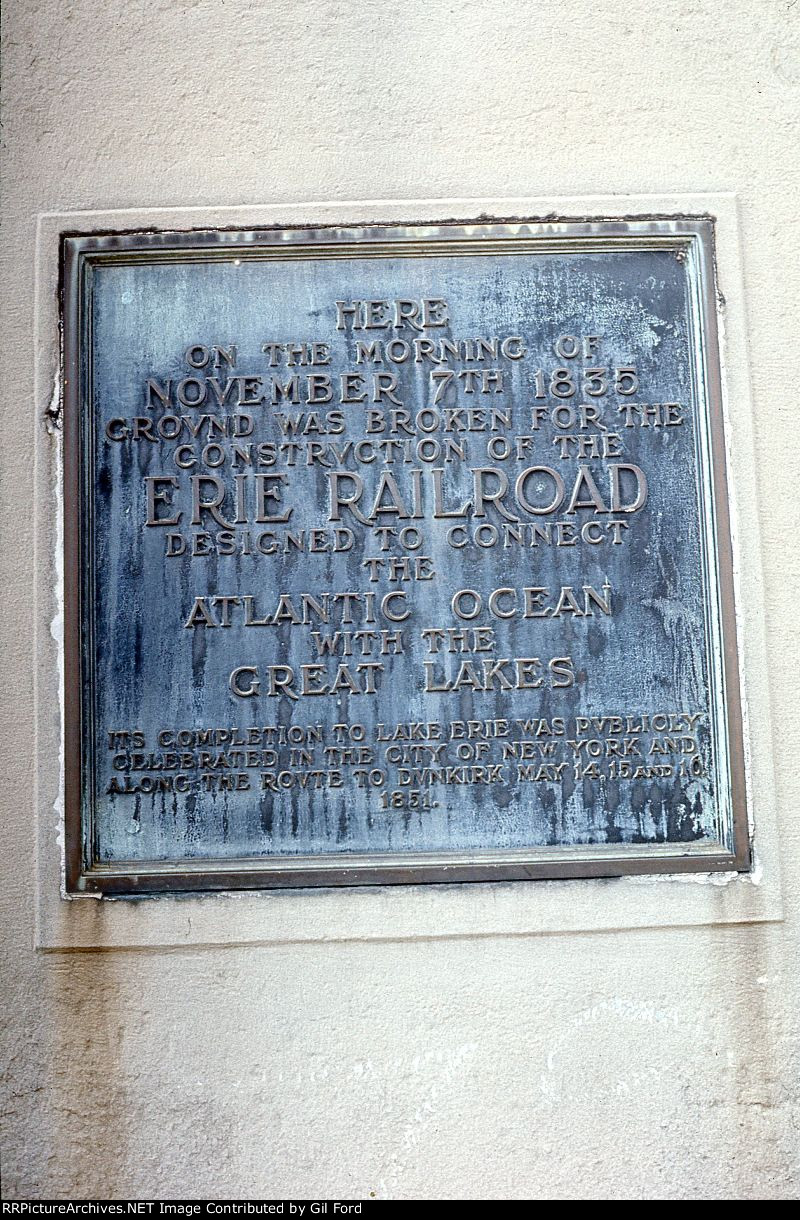 HERE
ON THE MORNING OF
NOVEMBER 7TH 1835
GROVND WAS BROKEN FOR THE
CONSTRVCTION OF THE
ERIE RAILROAD
DESIGNED TO CONNECT
THE
ATLANTIC OCEAN
WITH THE
GREAT LAKES
ITS COMPLETION TO LAKE ERIE WAS PVBLICLY
CELEBRATED IN THE CITY OF NEW YORK AND
ALONG THE ROVTE TO DVNKIRK MAY 14, 15 AND 16
1851.
RRPictureArchives.NET Image Contributed by Gil Ford